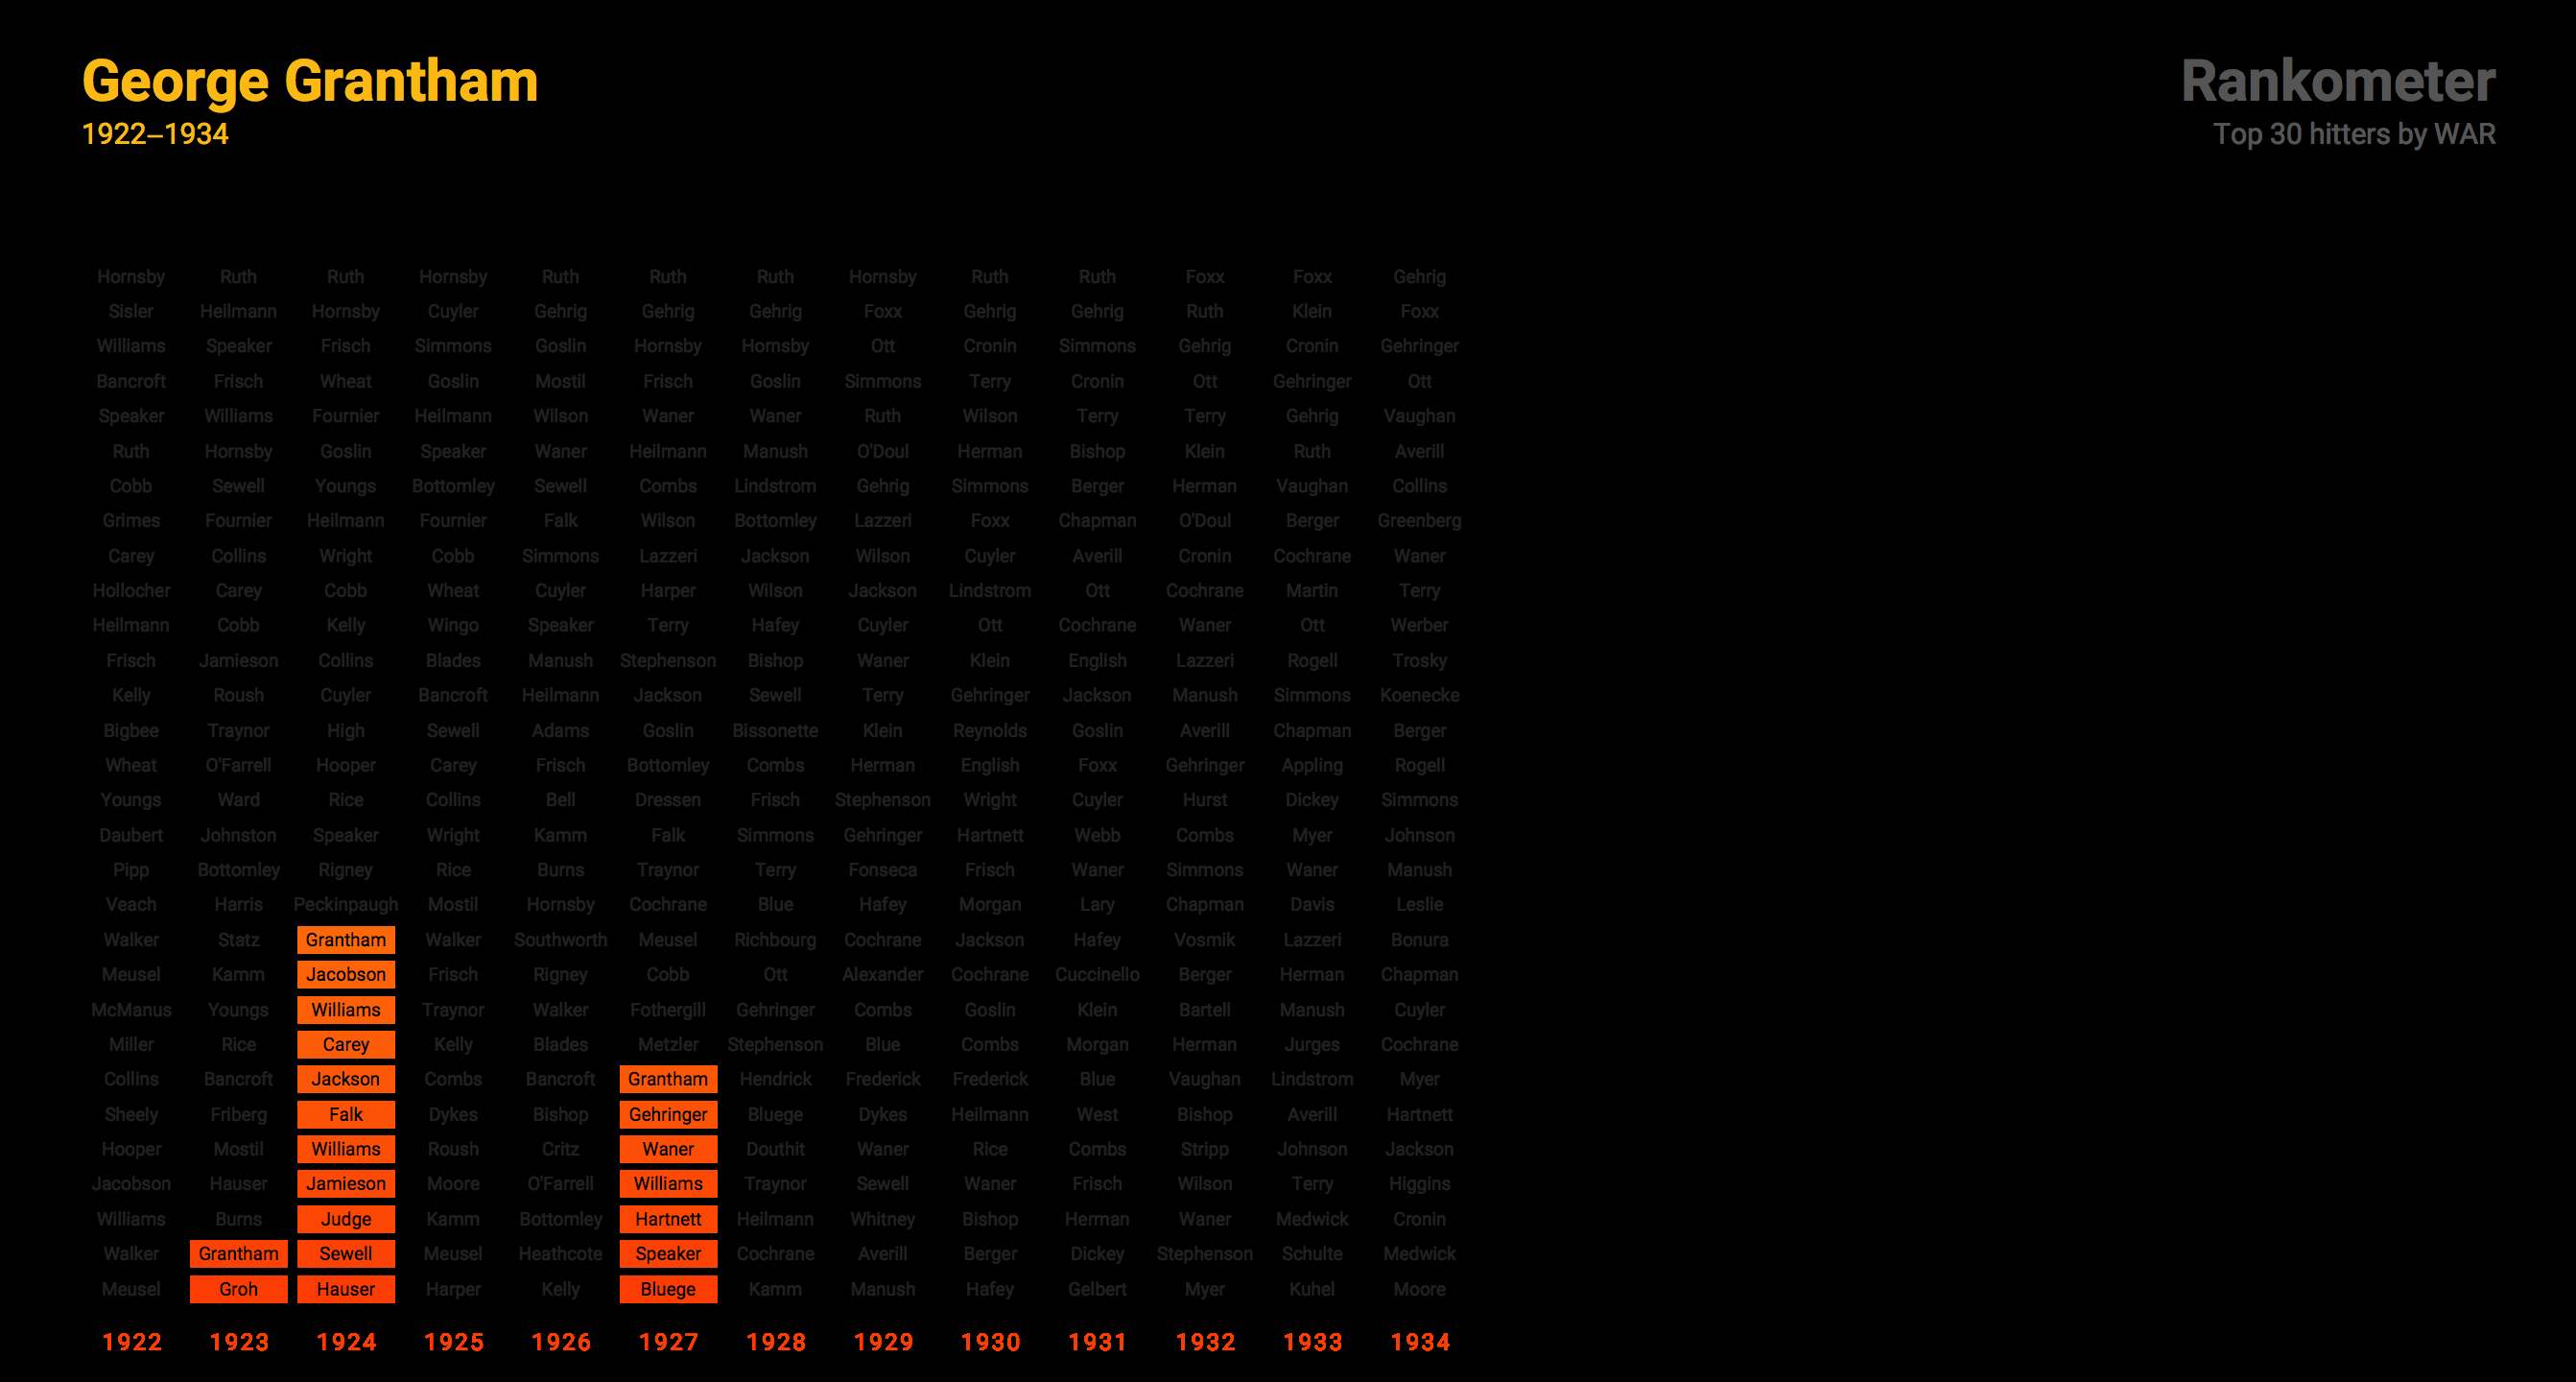 George Grantham
1922–1934
Rankometer
Top 30 hitters by WAR
Hornsby Ruth Ruth Hornsby Ruth Ruth Ruth Hornsby Ruth Ruth Foxx Foxx Gehrig
Sisler Heilmann Hornsby Cuyler Gehrig Gehrig Gehrig Foxx Gehrig Gehrig Ruth Klein Foxx
Williams Speaker Frisch Simmons Goslin Hornsby Hornsby Ott Cronin Simmons Gehrig Cronin Gehringer
Bancroft Frisch Wheat Goslin Mostil Frisch Goslin Simmons Terry Cronin Ott Gehringer Ott
Speaker Williams Fournier Heilmann Wilson Waner Waner Ruth Wilson Terry Terry Gehrig Vaughan
Ruth Hornsby Goslin Speaker Waner Heilmann Manush O'Doul Herman Bishop Klein Ruth Averill
Cobb Sewell Youngs Bottomley Sewell Combs Lindstrom Gehrig Simmons Berger Herman Vaughan Collins
Grimes Fournier Heilmann Fournier Falk Wilson Bottomley Lazzeri Foxx Chapman O'Doul Berger Greenberg
Carey Collins Wright Cobb Simmons Lazzeri Jackson Wilson Cuyler Averill Cronin Cochrane Waner
Hollocher Carey Cobb Wheat Cuyler Harper Wilson Jackson Lindstrom Ott Cochrane Martin Terry
Heilmann Cobb Kelly Wingo Speaker Terry Hafey Cuyler Ott Cochrane Waner Ott Werber
Frisch Jamieson Collins Blades Manush Stephenson Bishop Waner Klein English Lazzeri Rogell Trosky
Kelly Roush Cuyler Bancroft Heilmann Jackson Sewell Terry Gehringer Jackson Manush Simmons Koenecke
Bigbee Traynor High Sewell Adams Goslin Bissonette Klein Reynolds Goslin Averill Chapman Berger
Wheat O'Farrell Hooper Carey Frisch Bottomley Combs Herman English Foxx Gehringer Appling Rogell
Youngs Ward Rice Collins Bell Dressen Frisch Stephenson Wright Cuyler Hurst Dickey Simmons
Daubert Johnston Speaker Wright Kamm Falk Simmons Gehringer Hartnett Webb Combs Myer Johnson
Pipp Bottomley Rigney Rice Burns Traynor Terry Fonseca Frisch Waner Simmons Waner Manush
Veach Harris Peckinpaugh Mostil Hornsby Cochrane Blue Hafey Morgan Lary Chapman Davis Leslie
Walker Statz Grantham Walker Southworth Meusel Richbourg Cochrane Jackson Hafey Vosmik Lazzeri Bonura
Meusel Kamm Jacobson Frisch Rigney Cobb Ott Alexander Cochrane Cuccinello Berger Herman Chapman
McManus Youngs Williams Traynor Walker Fothergill Gehringer Combs Goslin Klein Bartell Manush Cuyler
Miller Rice Carey Kelly Blades Metzler Stephenson Blue Combs Morgan Herman Jurges Cochrane
Collins Bancroft Jackson Combs Bancroft Grantham Hendrick Frederick Frederick Blue Vaughan Lindstrom Myer
Sheely Friberg Falk Dykes Bishop Gehringer Bluege Dykes Heilmann West Bishop Averill Hartnett
Hooper Mostil Williams Roush Critz Waner Douthit Waner Rice Combs Stripp Johnson Jackson
Jacobson Hauser Jamieson Moore O'Farrell Williams Traynor Sewell Waner Frisch Wilson Terry Higgins
Williams Burns Judge Kamm Bottomley Hartnett Heilmann Whitney Bishop Herman Waner Medwick Cronin
Walker Grantham Sewell Meusel Heathcote Speaker Cochrane Averill Berger Dickey Stephenson Schulte Medwick
Meusel Groh Hauser Harper Kelly Bluege Kamm Manush Hafey Gelbert Myer Kuhel Moore
1922 1923 1924 1925 1926 1927 1928 1929 1930 1931 1932 1933 1934